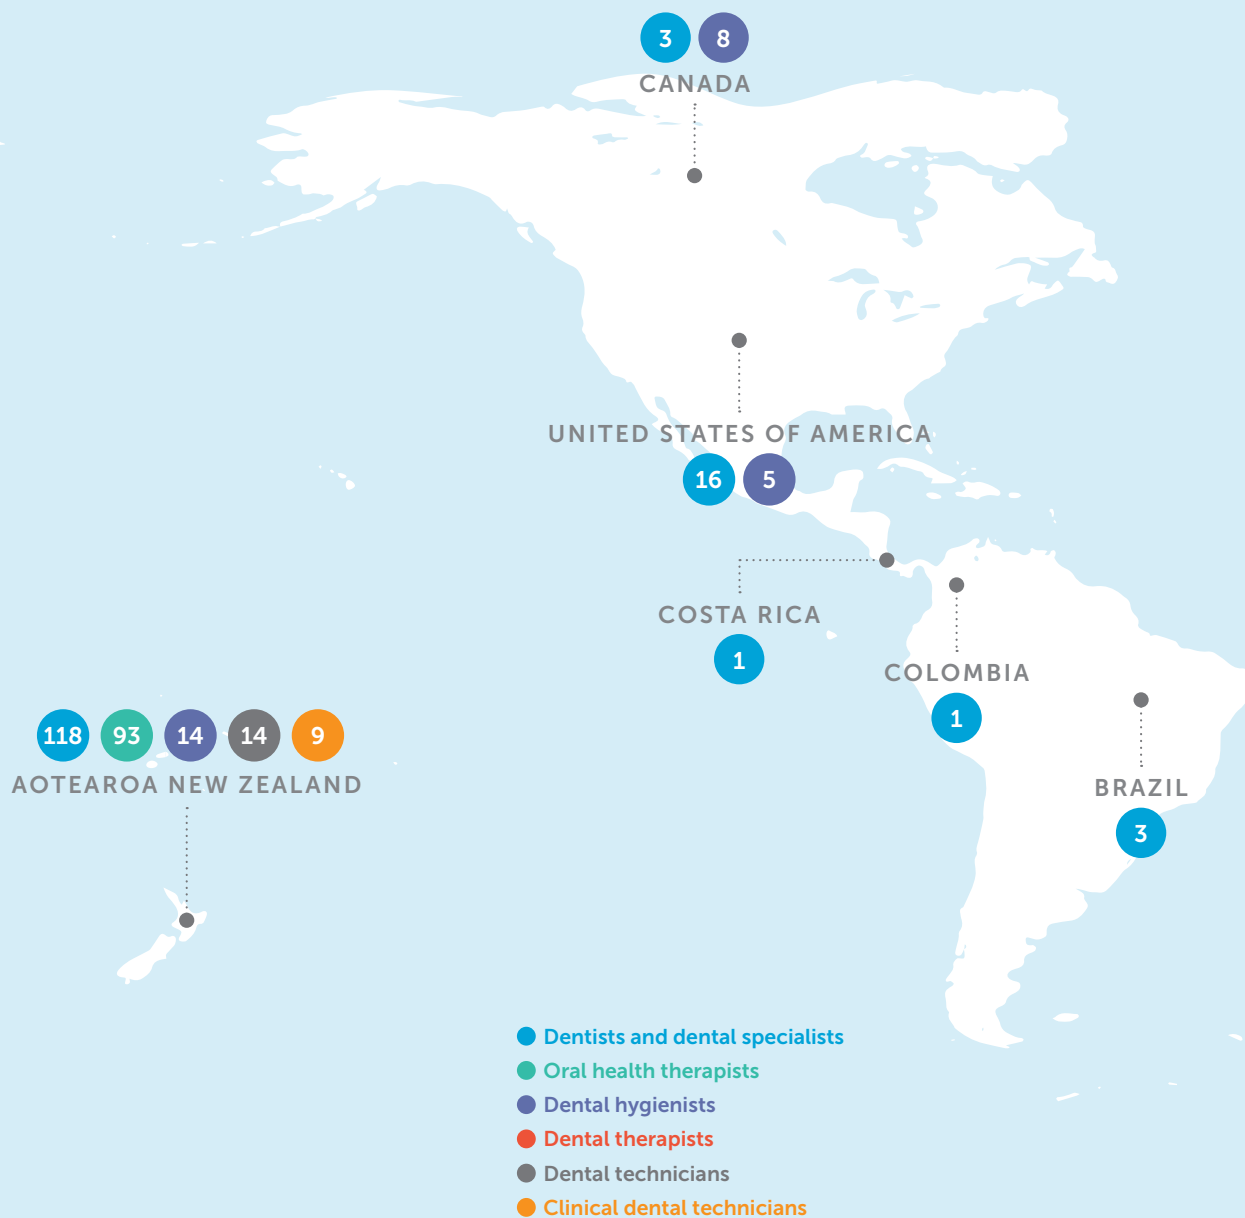 3 8
CANADA
UNITED STATES OF AMERICA
16 5
COSTA RICA
1
COLOMBIA
1
118 93 14 14 9
AOTEAROA NEW ZEALAND
BRAZIL
3
Dentists and dental specialists
Oral health therapists
Dental hygienists
Dental therapists
Dental technicians
Clinical dental technicians